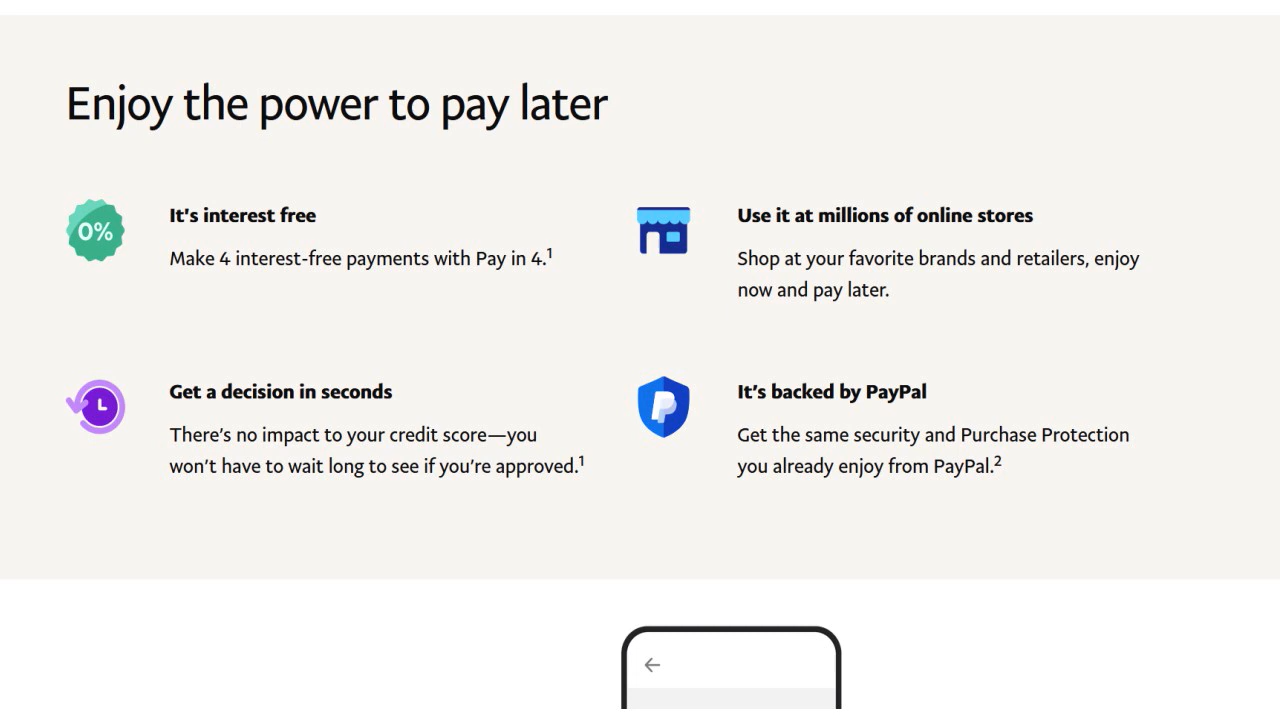 Enjoy the power to pay later
0%
It's interest free
Make 4 interest-free payments with Pay in 4.¹
Use it at millions of online stores
Shop at your favorite brands and retailers, enjoy
now and pay later.
Get a decision in seconds
There's no impact to your credit score—you
won't have to wait long to see if you're approved.¹
It's backed by PayPal
Get the same security and Purchase Protection
you already enjoy from PayPal.²